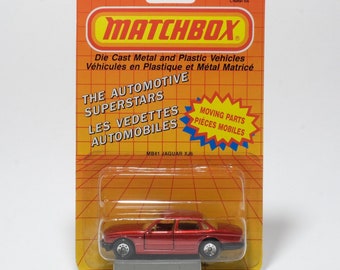 MATCHBOX
Die Cast Metal and Plastic Vehicles
Véhicules en Plastique et Métal Matricé
THE AUTOMOTIVE
SUPERSTARS
LES VEDETTES
AUTOMOBILES
MOVING PARTS
PIÈCES MOBILES
JAGUAR XJ6